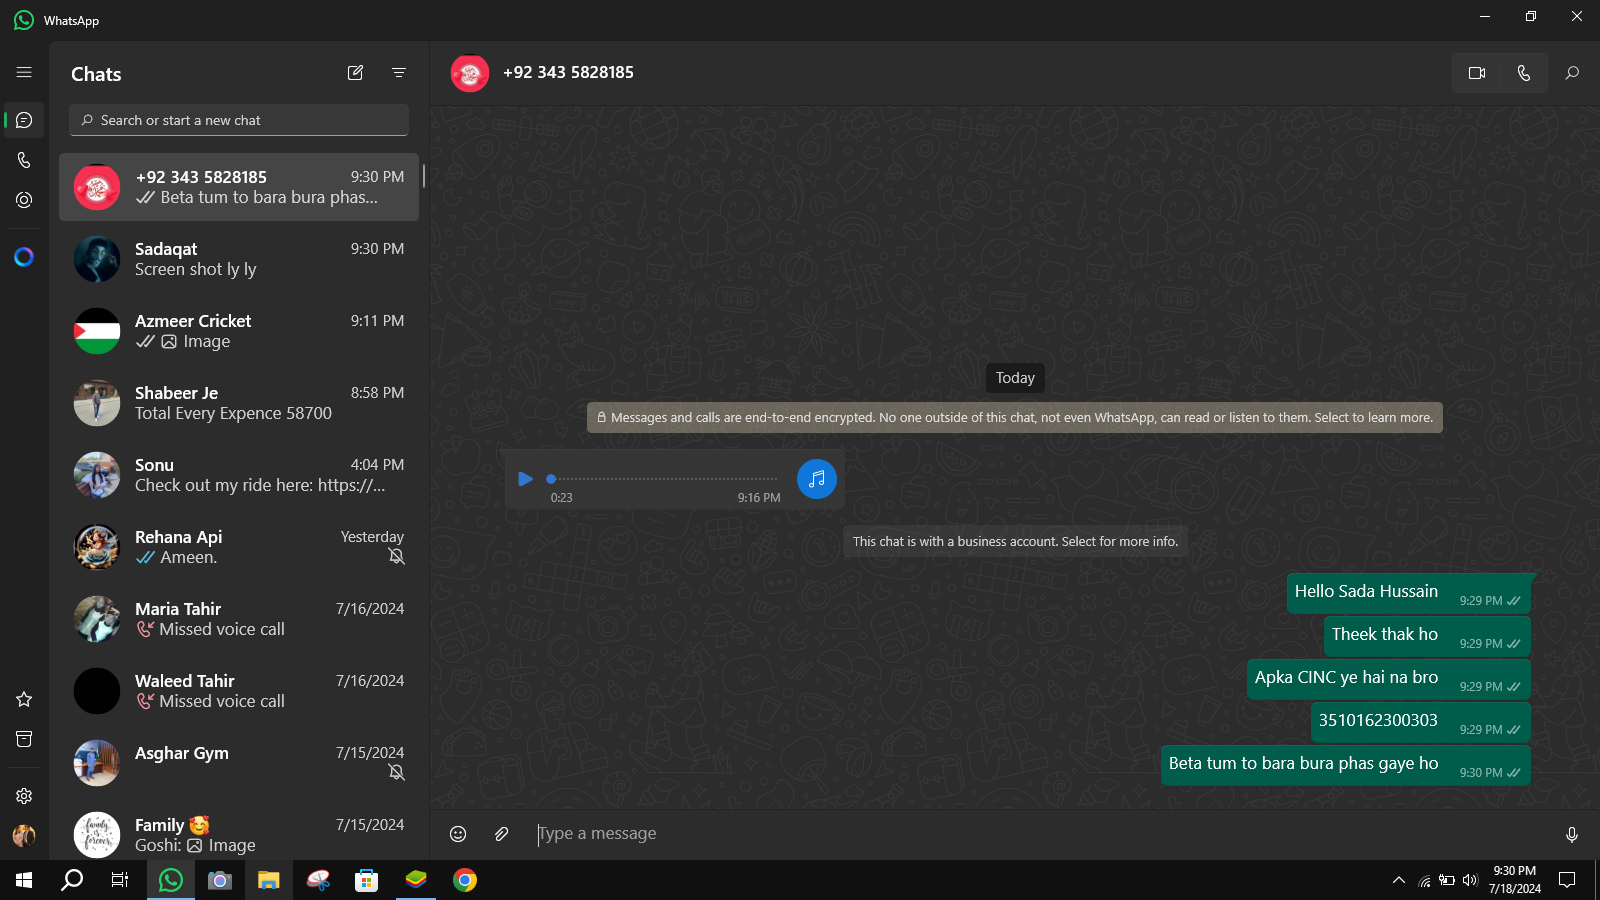 WhatsApp
Chats
Search or start a new chat
+92 343 5828185
9:30 PM
Beta tum to bara bura phas...
Sadaqat
9:30 PM
Screen shot ly ly
Azmeer Cricket
9:11 PM
Image
Shabeer Je
8:58 PM
Total Every Expence 58700
Sonu
4:04 PM
Check out my ride here: https://...
Rehana Api
Yesterday
Ameen.
Maria Tahir
7/16/2024
Missed voice call
Waleed Tahir
7/16/2024
Missed voice call
Asghar Gym
7/15/2024
Family 🥰
7/15/2024
Goshi: Image
+92 343 5828185
Today
Messages and calls are end-to-end encrypted. No one outside of this chat, not even WhatsApp, can read or listen to them. Select to learn more.
0:23
9:16 PM
This chat is with a business account. Select for more info.
Hello Sada Hussain
9:29 PM
Theek thak ho
9:29 PM
Apka CINC ye hai na bro
9:29 PM
3510162300303
9:29 PM
Beta tum to bara bura phas gaye ho
9:30 PM
Type a message
9:30 PM
7/18/2024